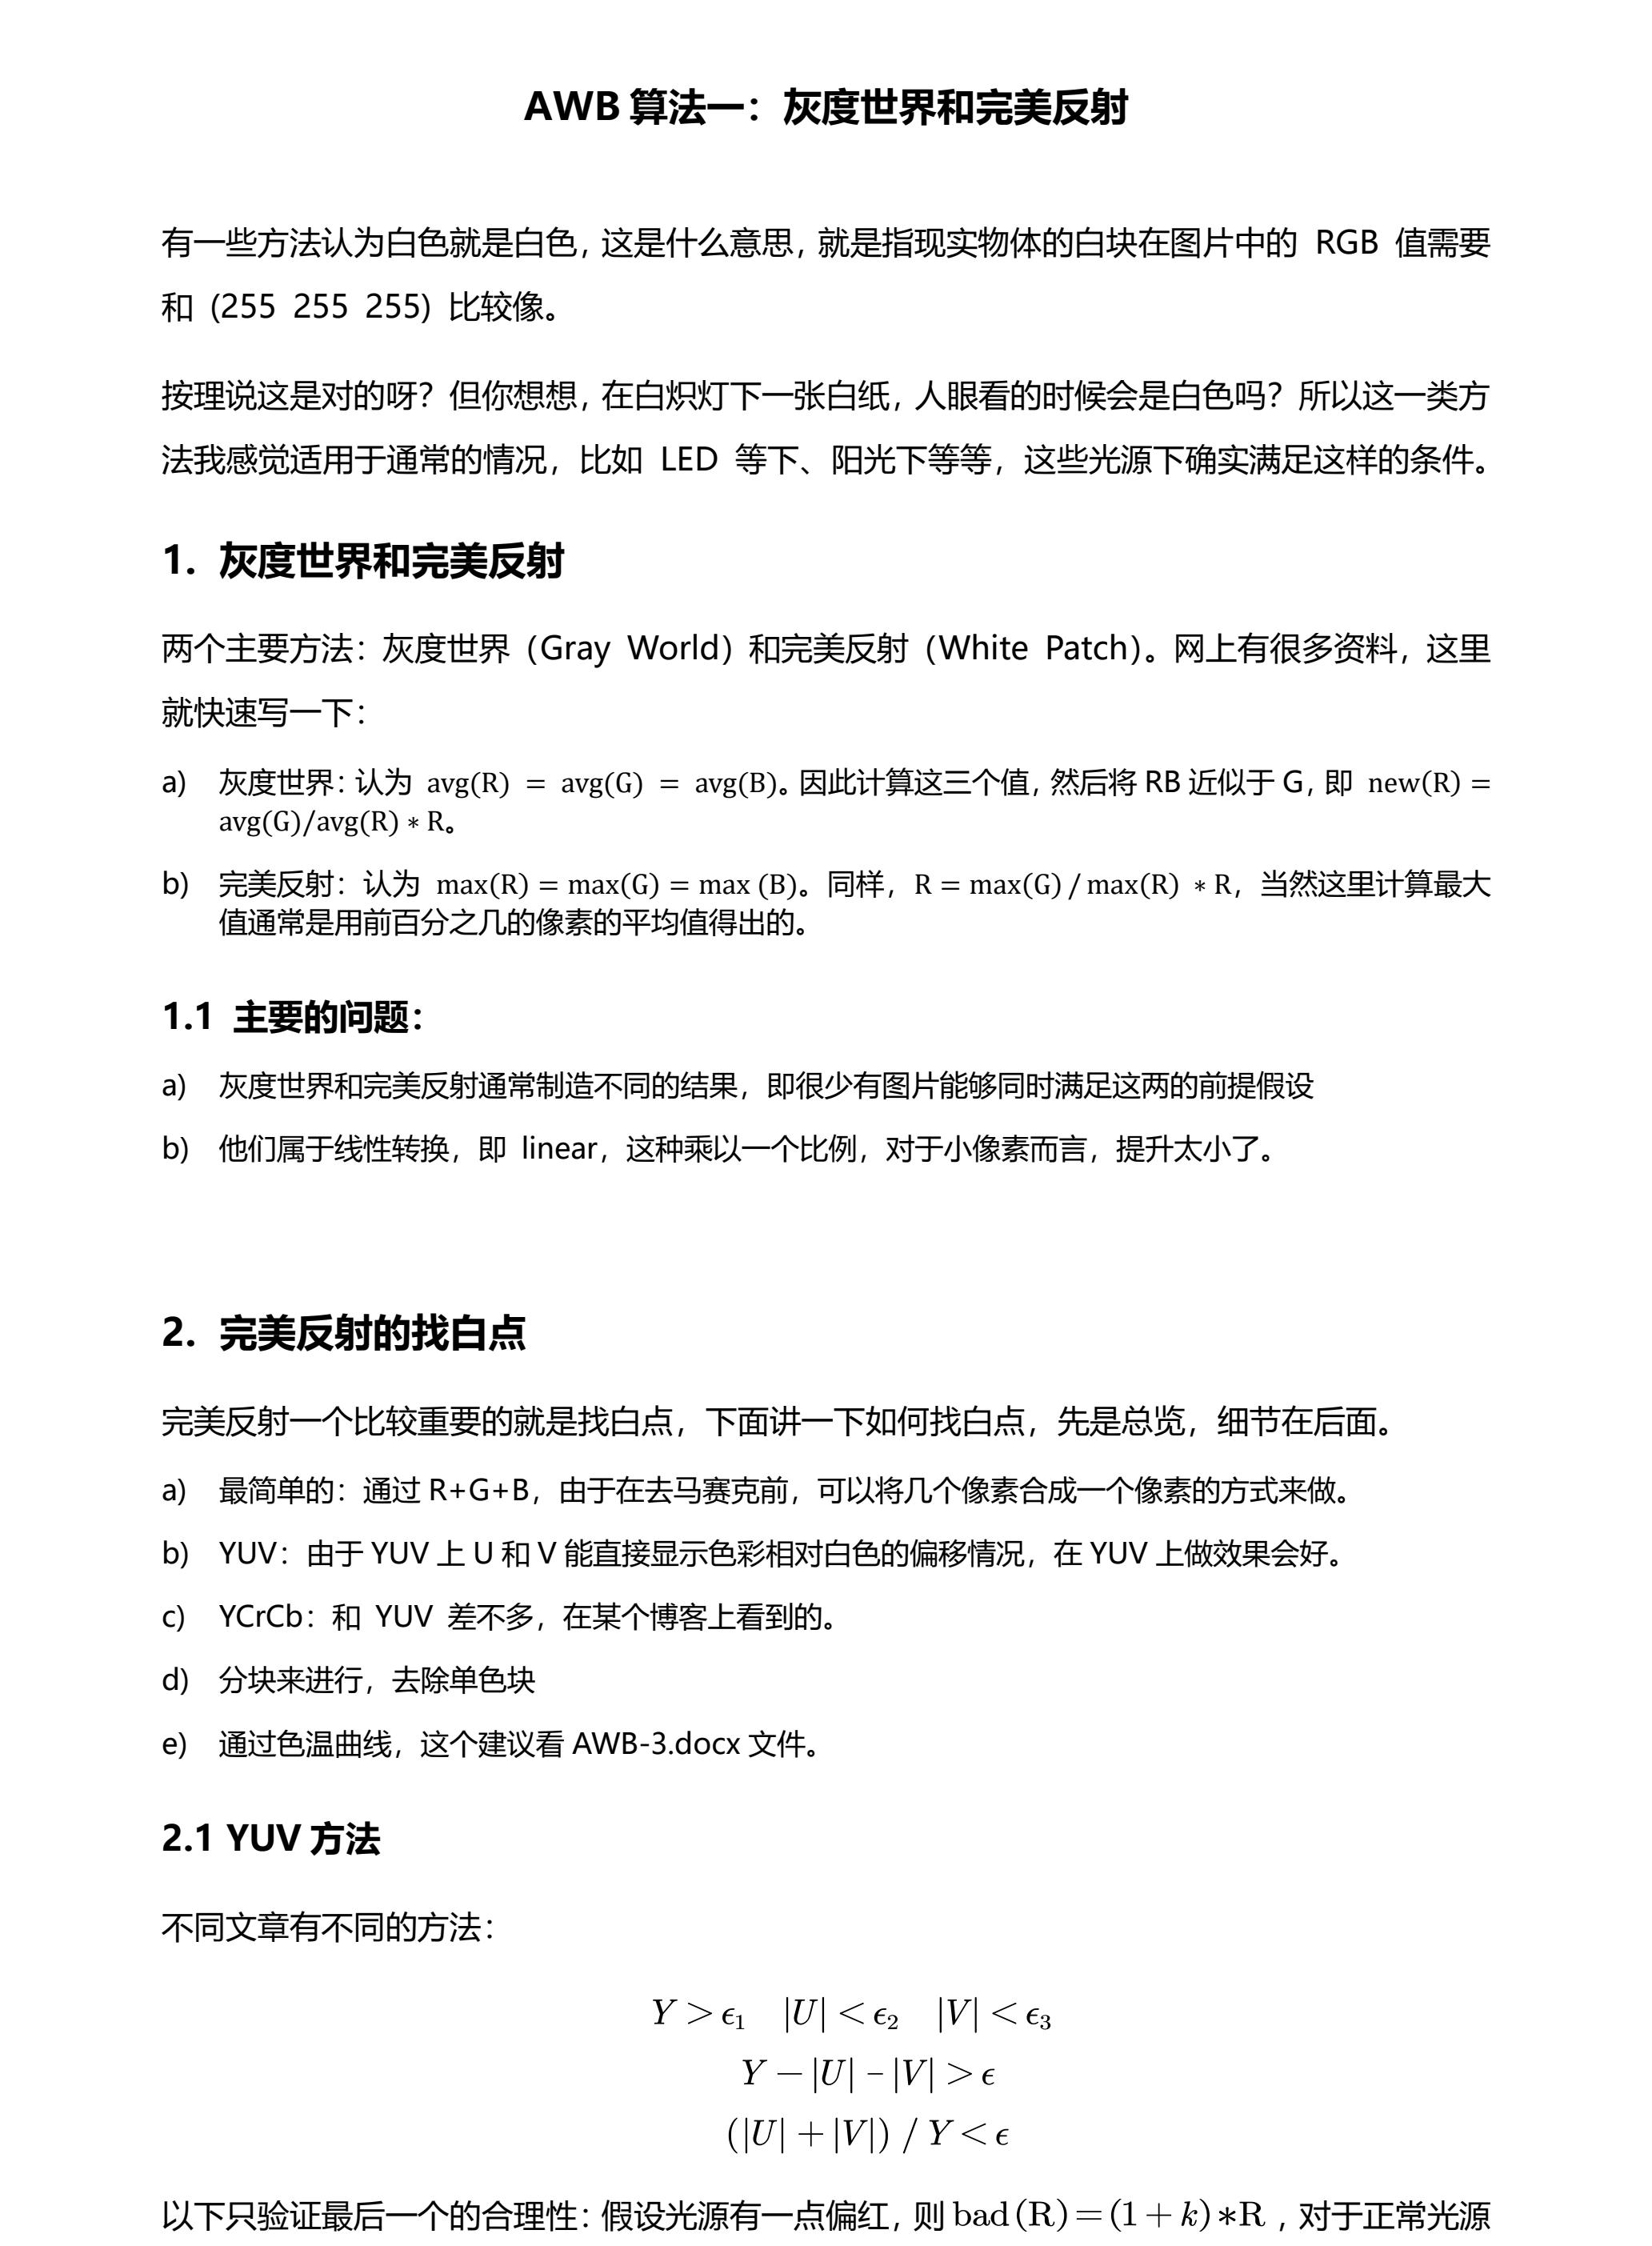 AWB 算法一：灰度世界和完美反射
有一些方法认为白色就是白色，这是什么意思，就是指现实物体的白块在图片中的 RGB 值需要
和 (255 255 255) 比较像。
按理说这是对的呀？但你想想，在白炽灯下一张白纸，人眼看的时候会是白色吗？所以这一类方
法我感觉适用于通常的情况，比如 LED 等下、阳光下等等，这些光源下确实满足这样的条件。
1. 灰度世界和完美反射
两个主要方法：灰度世界（Gray World）和完美反射（White Patch）。网上有很多资料，这里
就快速写一下：
a) 灰度世界：认为 avg(R) = avg(G) = avg(B)。因此计算这三个值，然后将 RB 近似于 G，即 new(R) =
avg(G)/avg(R) ∗ R。
b) 完美反射：认为 max(R) = max(G) = max (B)。同样，R = max(G) / max(R) ∗ R，当然这里计算最大
值通常是用前百分之几的像素的平均值得出的。
1.1 主要的问题：
a) 灰度世界和完美反射通常制造不同的结果，即很少有图片能够同时满足这两的前提假设
b) 他们属于线性转换，即 linear，这种乘以一个比例，对于小像素而言，提升太小了。
2. 完美反射的找白点
完美反射一个比较重要的就是找白点，下面讲一下如何找白点，先是总览，细节在后面。
a) 最简单的：通过 R+G+B，由于在去马赛克前，可以将几个像素合成一个像素的方式来做。
b) YUV：由于 YUV 上 U 和 V 能直接显示色彩相对白色的偏移情况，在 YUV 上做效果会好。
c) YCrCb：和 YUV 差不多，在某个博客上看到的。
d) 分块来进行，去除单色块
e) 通过色温曲线，这个建议看 AWB-3.docx 文件。
2.1 YUV 方法
不同文章有不同的方法：
Y > ϵ₁ |U| < ϵ₂ |V| < ϵ₃
Y − |U| - |V| > ϵ
(|U| + |V|) / Y < ϵ
以下只验证最后一个的合理性：假设光源有一点偏红，则 bad(R)=(1+k)∗R，对于正常光源